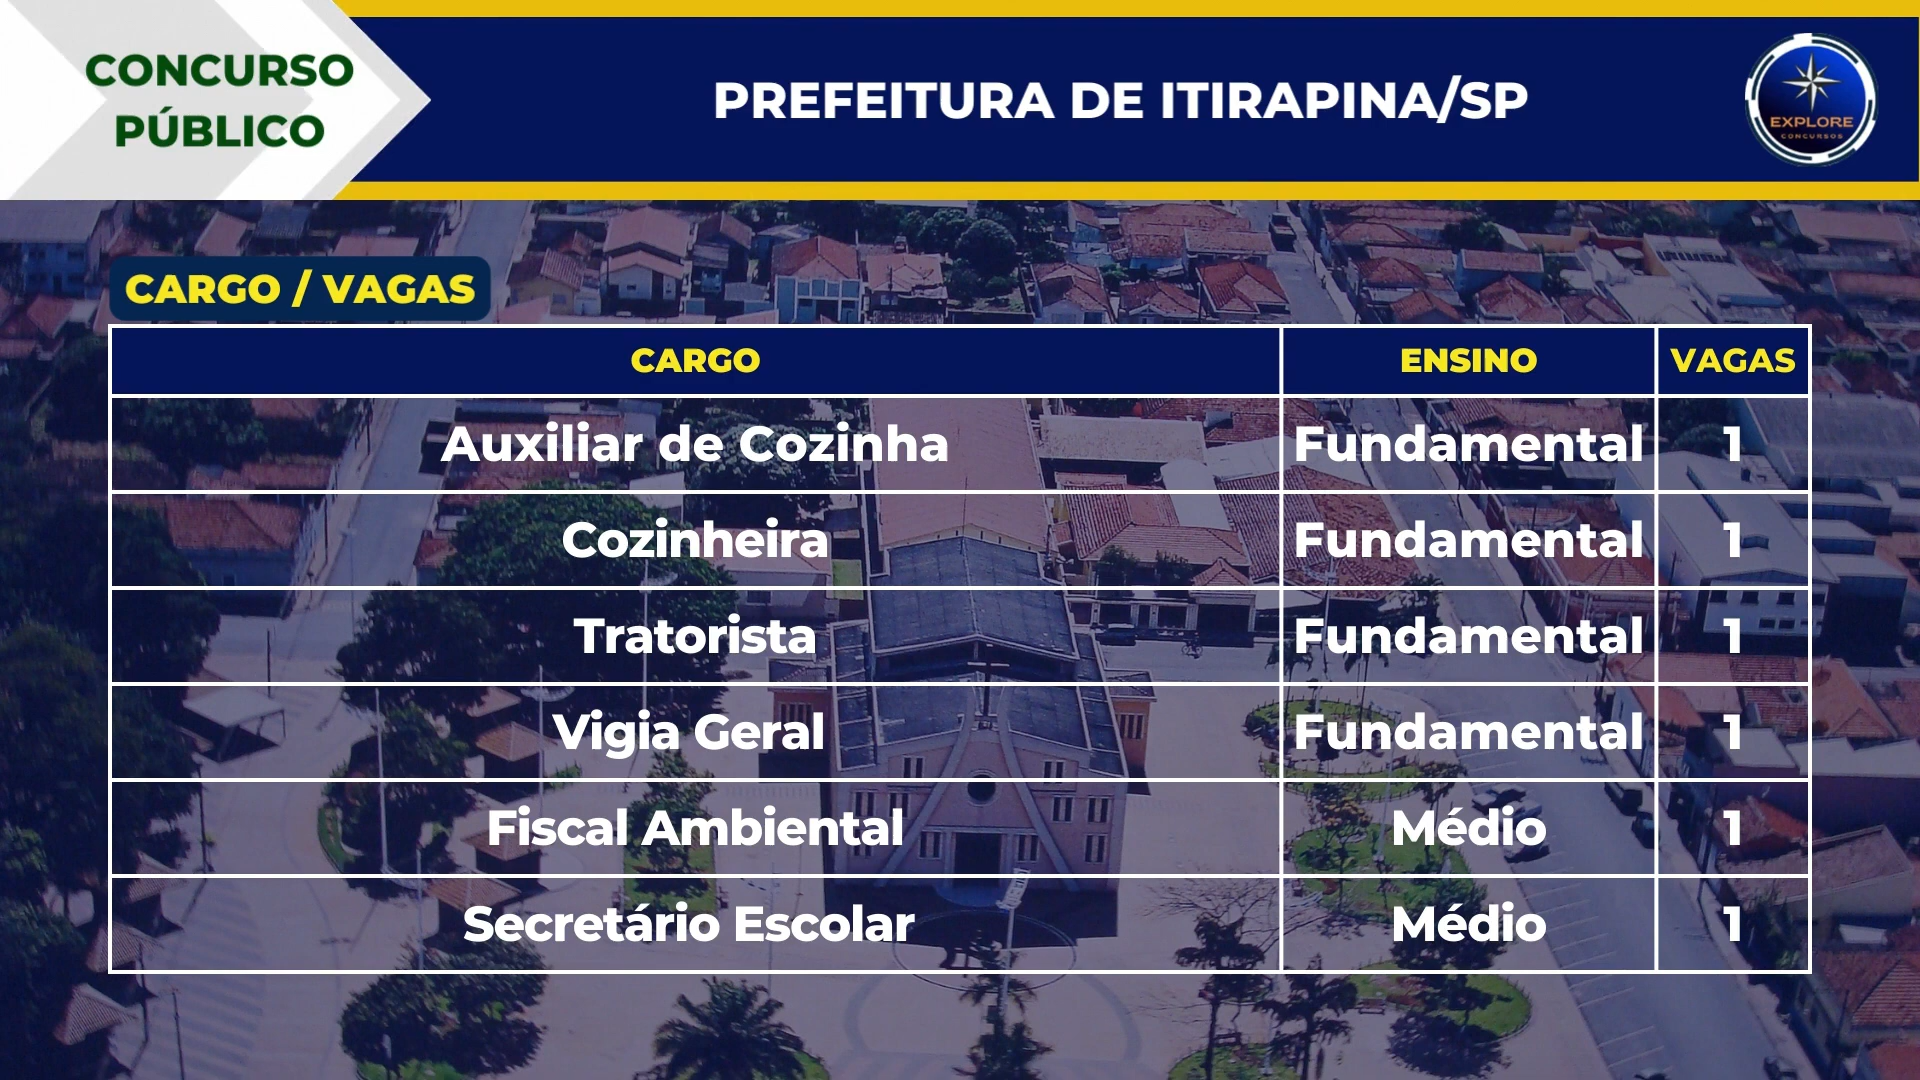 CONCURSO
PÚBLICO
PREFEITURA DE ITIRAPINA/SP
EXPLORE
CONCURSOS
CARGO / VAGAS
CARGO ENSINO VAGAS
Auxiliar de Cozinha Fundamental 1
Cozinheira Fundamental 1
Tratorista Fundamental 1
Vigia Geral Fundamental 1
Fiscal Ambiental Médio 1
Secretário Escolar Médio 1